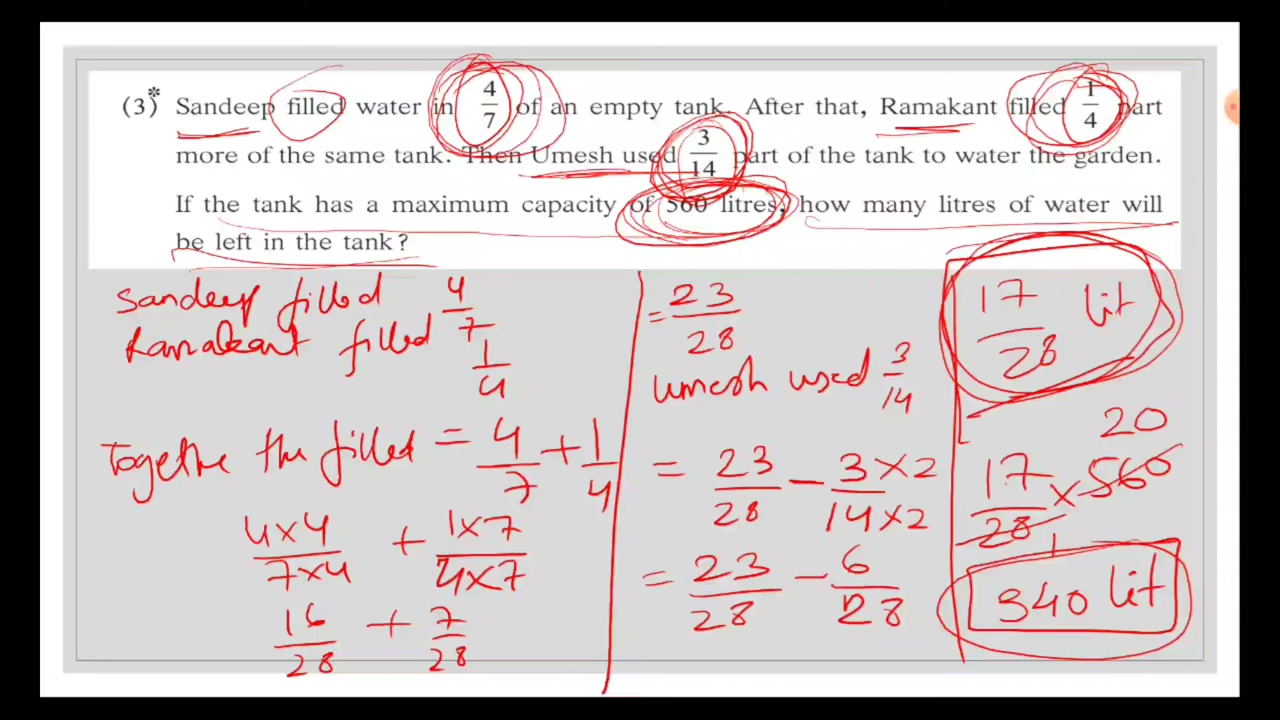 (3)* Sandeep filled water in 4/7 of an empty tank. After that, Ramakant filled 1/4 part
more of the same tank. Then Umesh used 3/14 part of the tank to water the garden.
If the tank has a maximum capacity of 560 litres, how many litres of water will
be left in the tank?
Sandeep filled 4/7
Ramakant filled 1/4
Togethre the filled = 4/7 + 1/4
4×4/7×4 + 1×7/4×7
16/28 + 7/28
= 23/28
umesh used 3/14
= 23/28 - 3×2/14×2
= 23/28 - 6/28
17/28 lit
20
17/28 × 560
1
340 lit